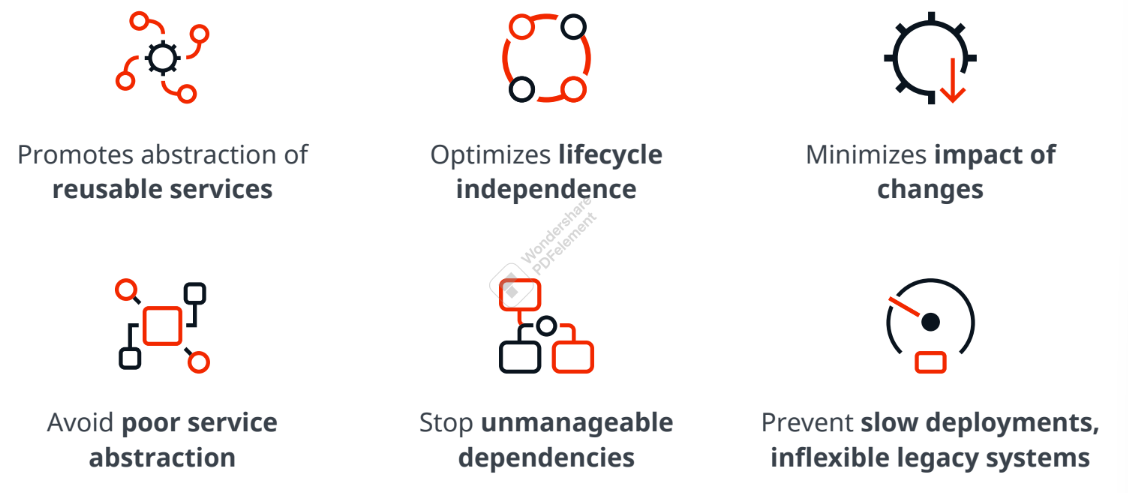 Promotes abstraction of
reusable services
Optimizes lifecycle
independence
Minimizes impact of
changes
Wondershare
PDFelement
Avoid poor service
abstraction
Stop unmanageable
dependencies
Prevent slow deployments,
inflexible legacy systems